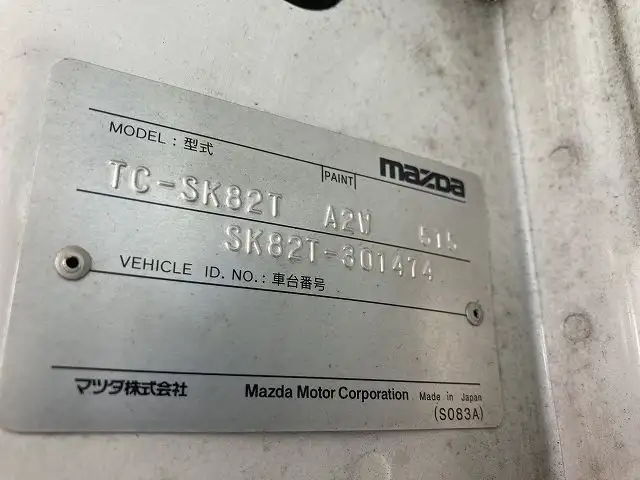 mazda
MODEL : 型式 PAINT
TC-SK82T A2W 515
SK82T-301474
VEHICLE ID. NO. : 車台番号
マツダ株式会社 Mazda Motor Corporation Made in Japan
(S083A)